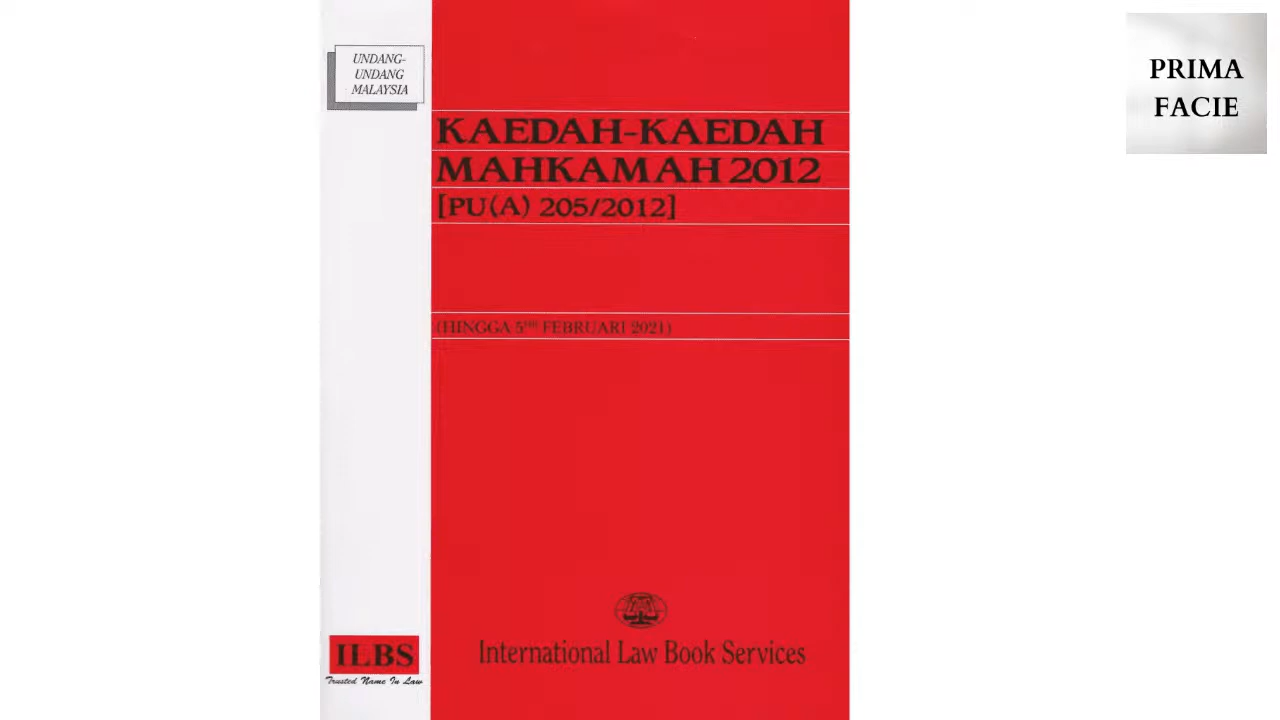 UNDANG-
UNDANG
MALAYSIA
KAEDAH-KAEDAH
MAHKAMAH 2012
[PU(A) 205/2012]
(HINGGA 5HB FEBRUARI 2021)
International Law Book Services
ILBS
Trusted Name In Law
PRIMA
FACIE